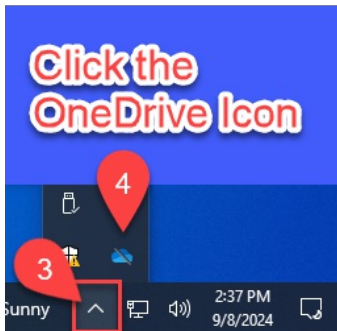 Click the
OneDrive Icon
4
3
Sunny
2:37 PM
9/8/2024